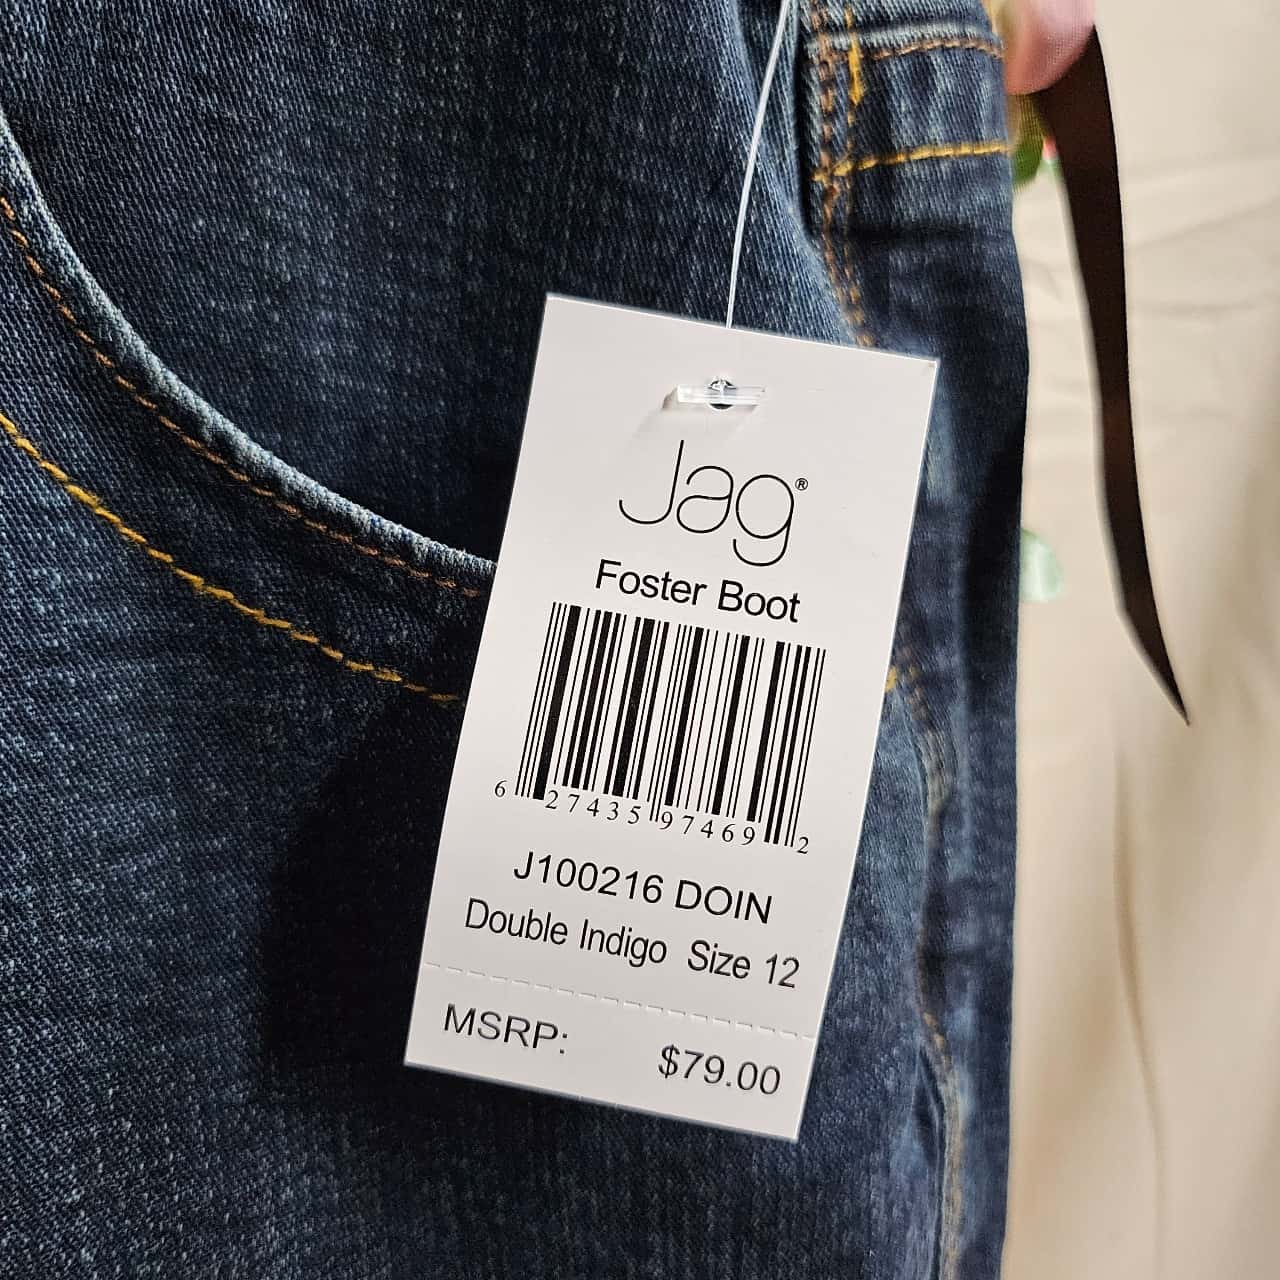 Jag®
Foster Boot
6 27435 97469 2
J100216 DOIN
Double Indigo Size 12
MSRP: $79.00